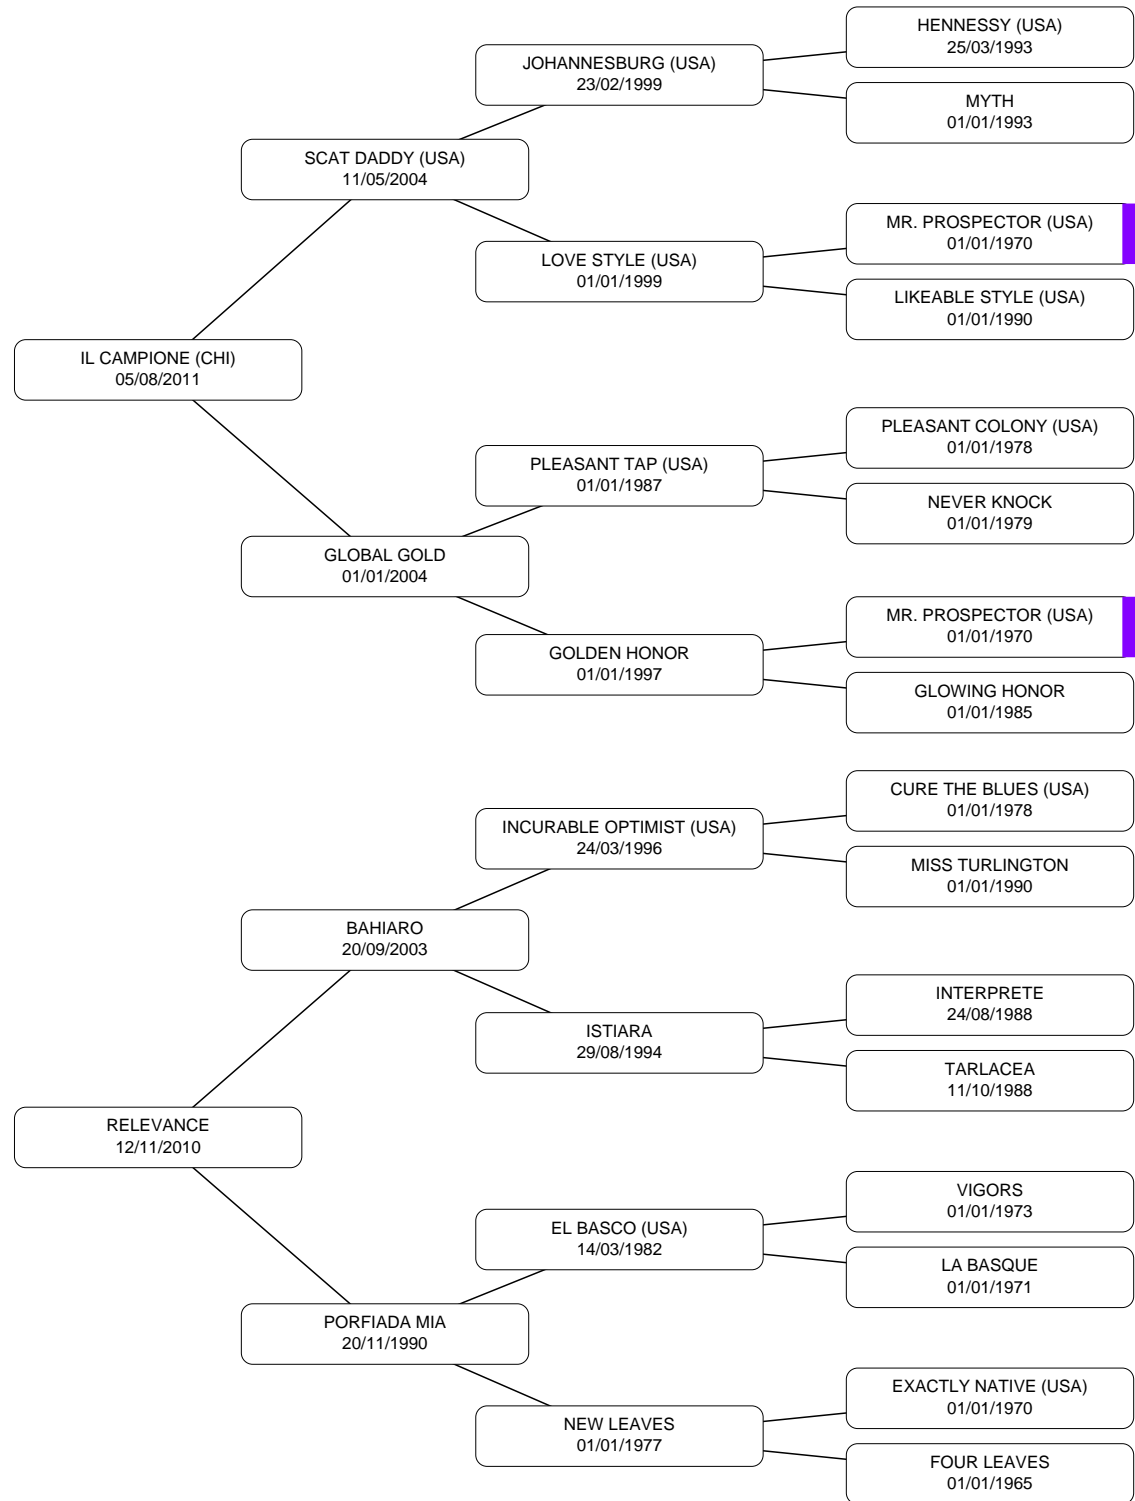 HENNESSY (USA)
25/03/1993
JOHANNESBURG (USA)
23/02/1999
MYTH
01/01/1993
SCAT DADDY (USA)
11/05/2004
MR. PROSPECTOR (USA)
01/01/1970
LOVE STYLE (USA)
01/01/1999
LIKEABLE STYLE (USA)
01/01/1990
IL CAMPIONE (CHI)
05/08/2011
PLEASANT COLONY (USA)
01/01/1978
PLEASANT TAP (USA)
01/01/1987
NEVER KNOCK
01/01/1979
GLOBAL GOLD
01/01/2004
MR. PROSPECTOR (USA)
01/01/1970
GOLDEN HONOR
01/01/1997
GLOWING HONOR
01/01/1985
CURE THE BLUES (USA)
01/01/1978
INCURABLE OPTIMIST (USA)
24/03/1996
MISS TURLINGTON
01/01/1990
BAHIARO
20/09/2003
INTERPRETE
24/08/1988
ISTIARA
29/08/1994
TARLACEA
11/10/1988
RELEVANCE
12/11/2010
VIGORS
01/01/1973
EL BASCO (USA)
14/03/1982
LA BASQUE
01/01/1971
PORFIADA MIA
20/11/1990
EXACTLY NATIVE (USA)
01/01/1970
NEW LEAVES
01/01/1977
FOUR LEAVES
01/01/1965